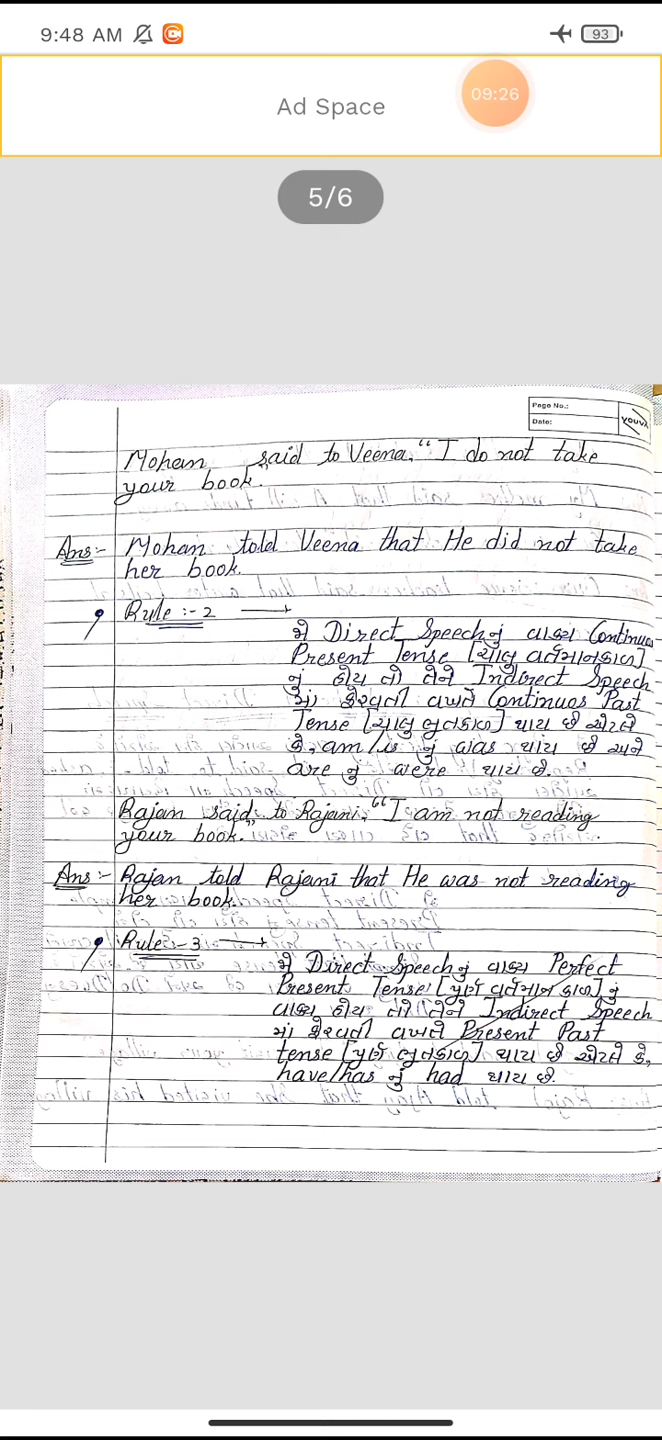 9:48 AM
93
Ad Space
09:26
5/6
Page No.:
Date:
YOUVA
Mohan said to Veena, "I do not take
your book."
Ans:- Mohan told Veena that He did not take
her book.
Rule :- 2 →
જે Direct Speech નું વાક્ય Continuous
Present Tense [ચાલુ વર્તમાનકાળ]
નું હોય તો તેને Indirect Speech
માં ફેરવતી વખતે Continuos Past
Tense [ચાલુ ભુતકાળ] થાય છે એટલે
કે, am/is નું was થાય છે અને
are નું were થાય છે.
Rajan said to Rajani, "I am not reading
your book."
Ans:- Rajan told Rajani that He was not reading
her book.
Rule :- 3 →
જે Direct Speech નું વાક્ય Perfect
Present Tense [પુર્ણ વર્તમાન કાળ] નું
વાક્ય હોય તો તેને Indirect Speech
માં ફેરવતી વખતે Present Past
tense [પુર્ણ ભુતકાળ] થાય છે એટલે કે,
have/has નું had થાય છે.